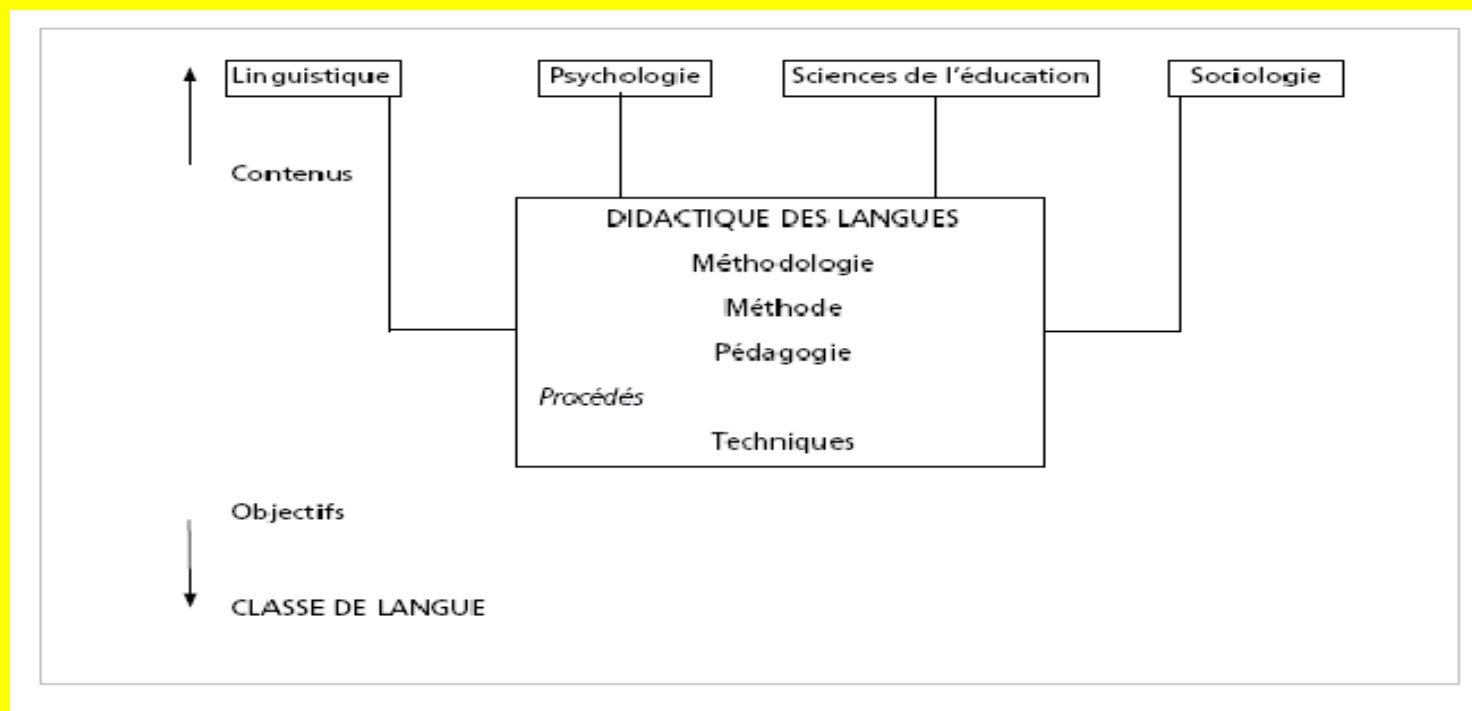 Linguistique
Psychologie
Sciences de l'éducation
Sociologie
Contenus
DIDACTIQUE DES LANGUES
Méthodologie
Méthode
Pédagogie
Procédés
Techniques
Objectifs
CLASSE DE LANGUE